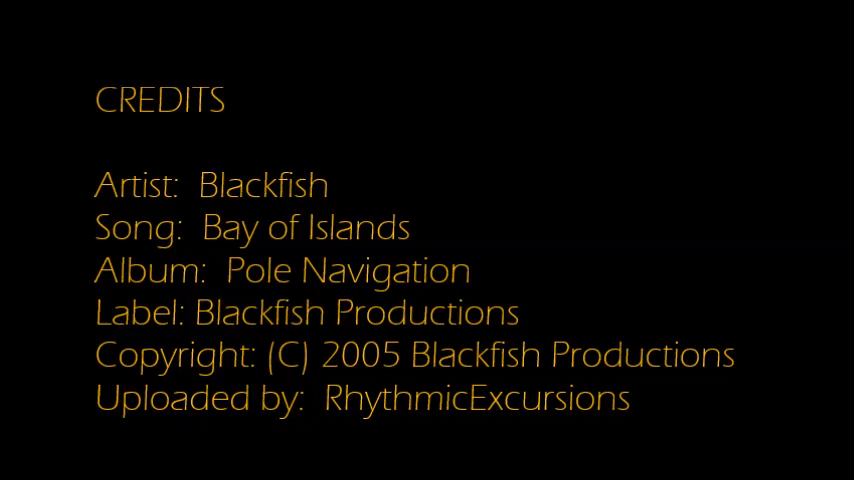 CREDITS
Artist: Blackfish
Song: Bay of Islands
Album: Pole Navigation
Label: Blackfish Productions
Copyright: (C) 2005 Blackfish Productions
Uploaded by: RhythmicExcursions